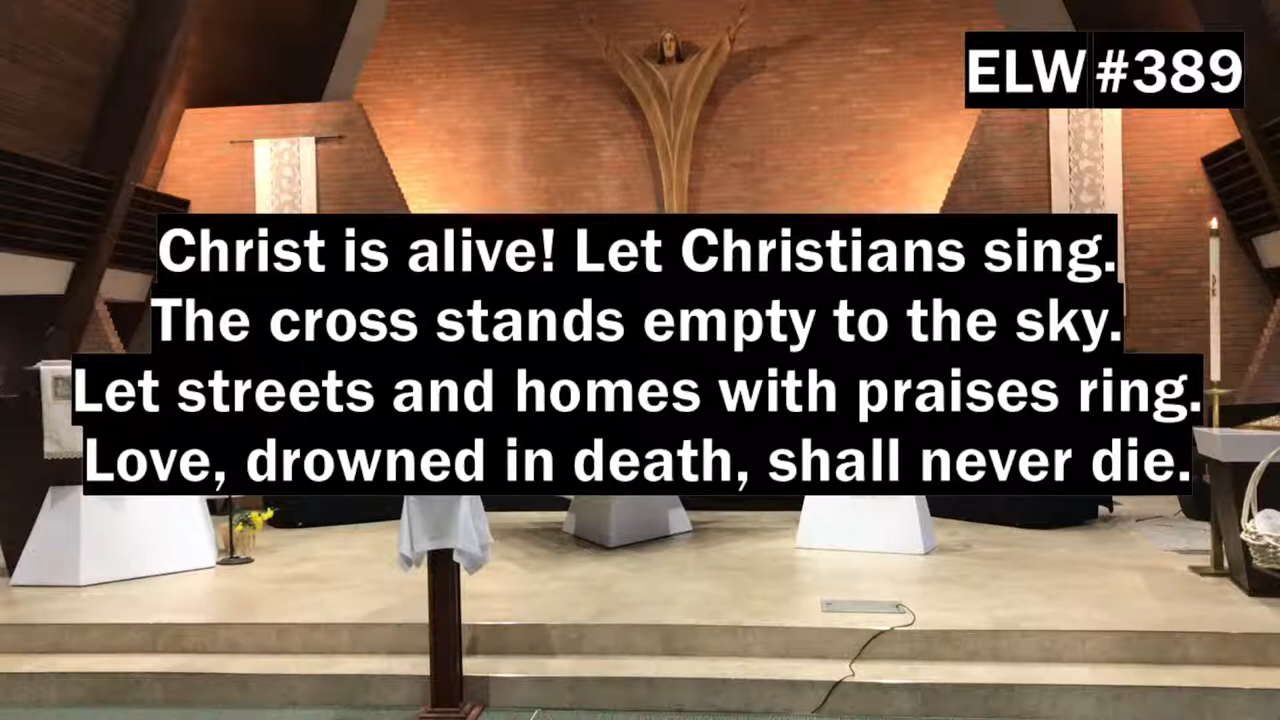 ELW #389
Christ is alive! Let Christians sing.
The cross stands empty to the sky.
Let streets and homes with praises ring.
Love, drowned in death, shall never die.